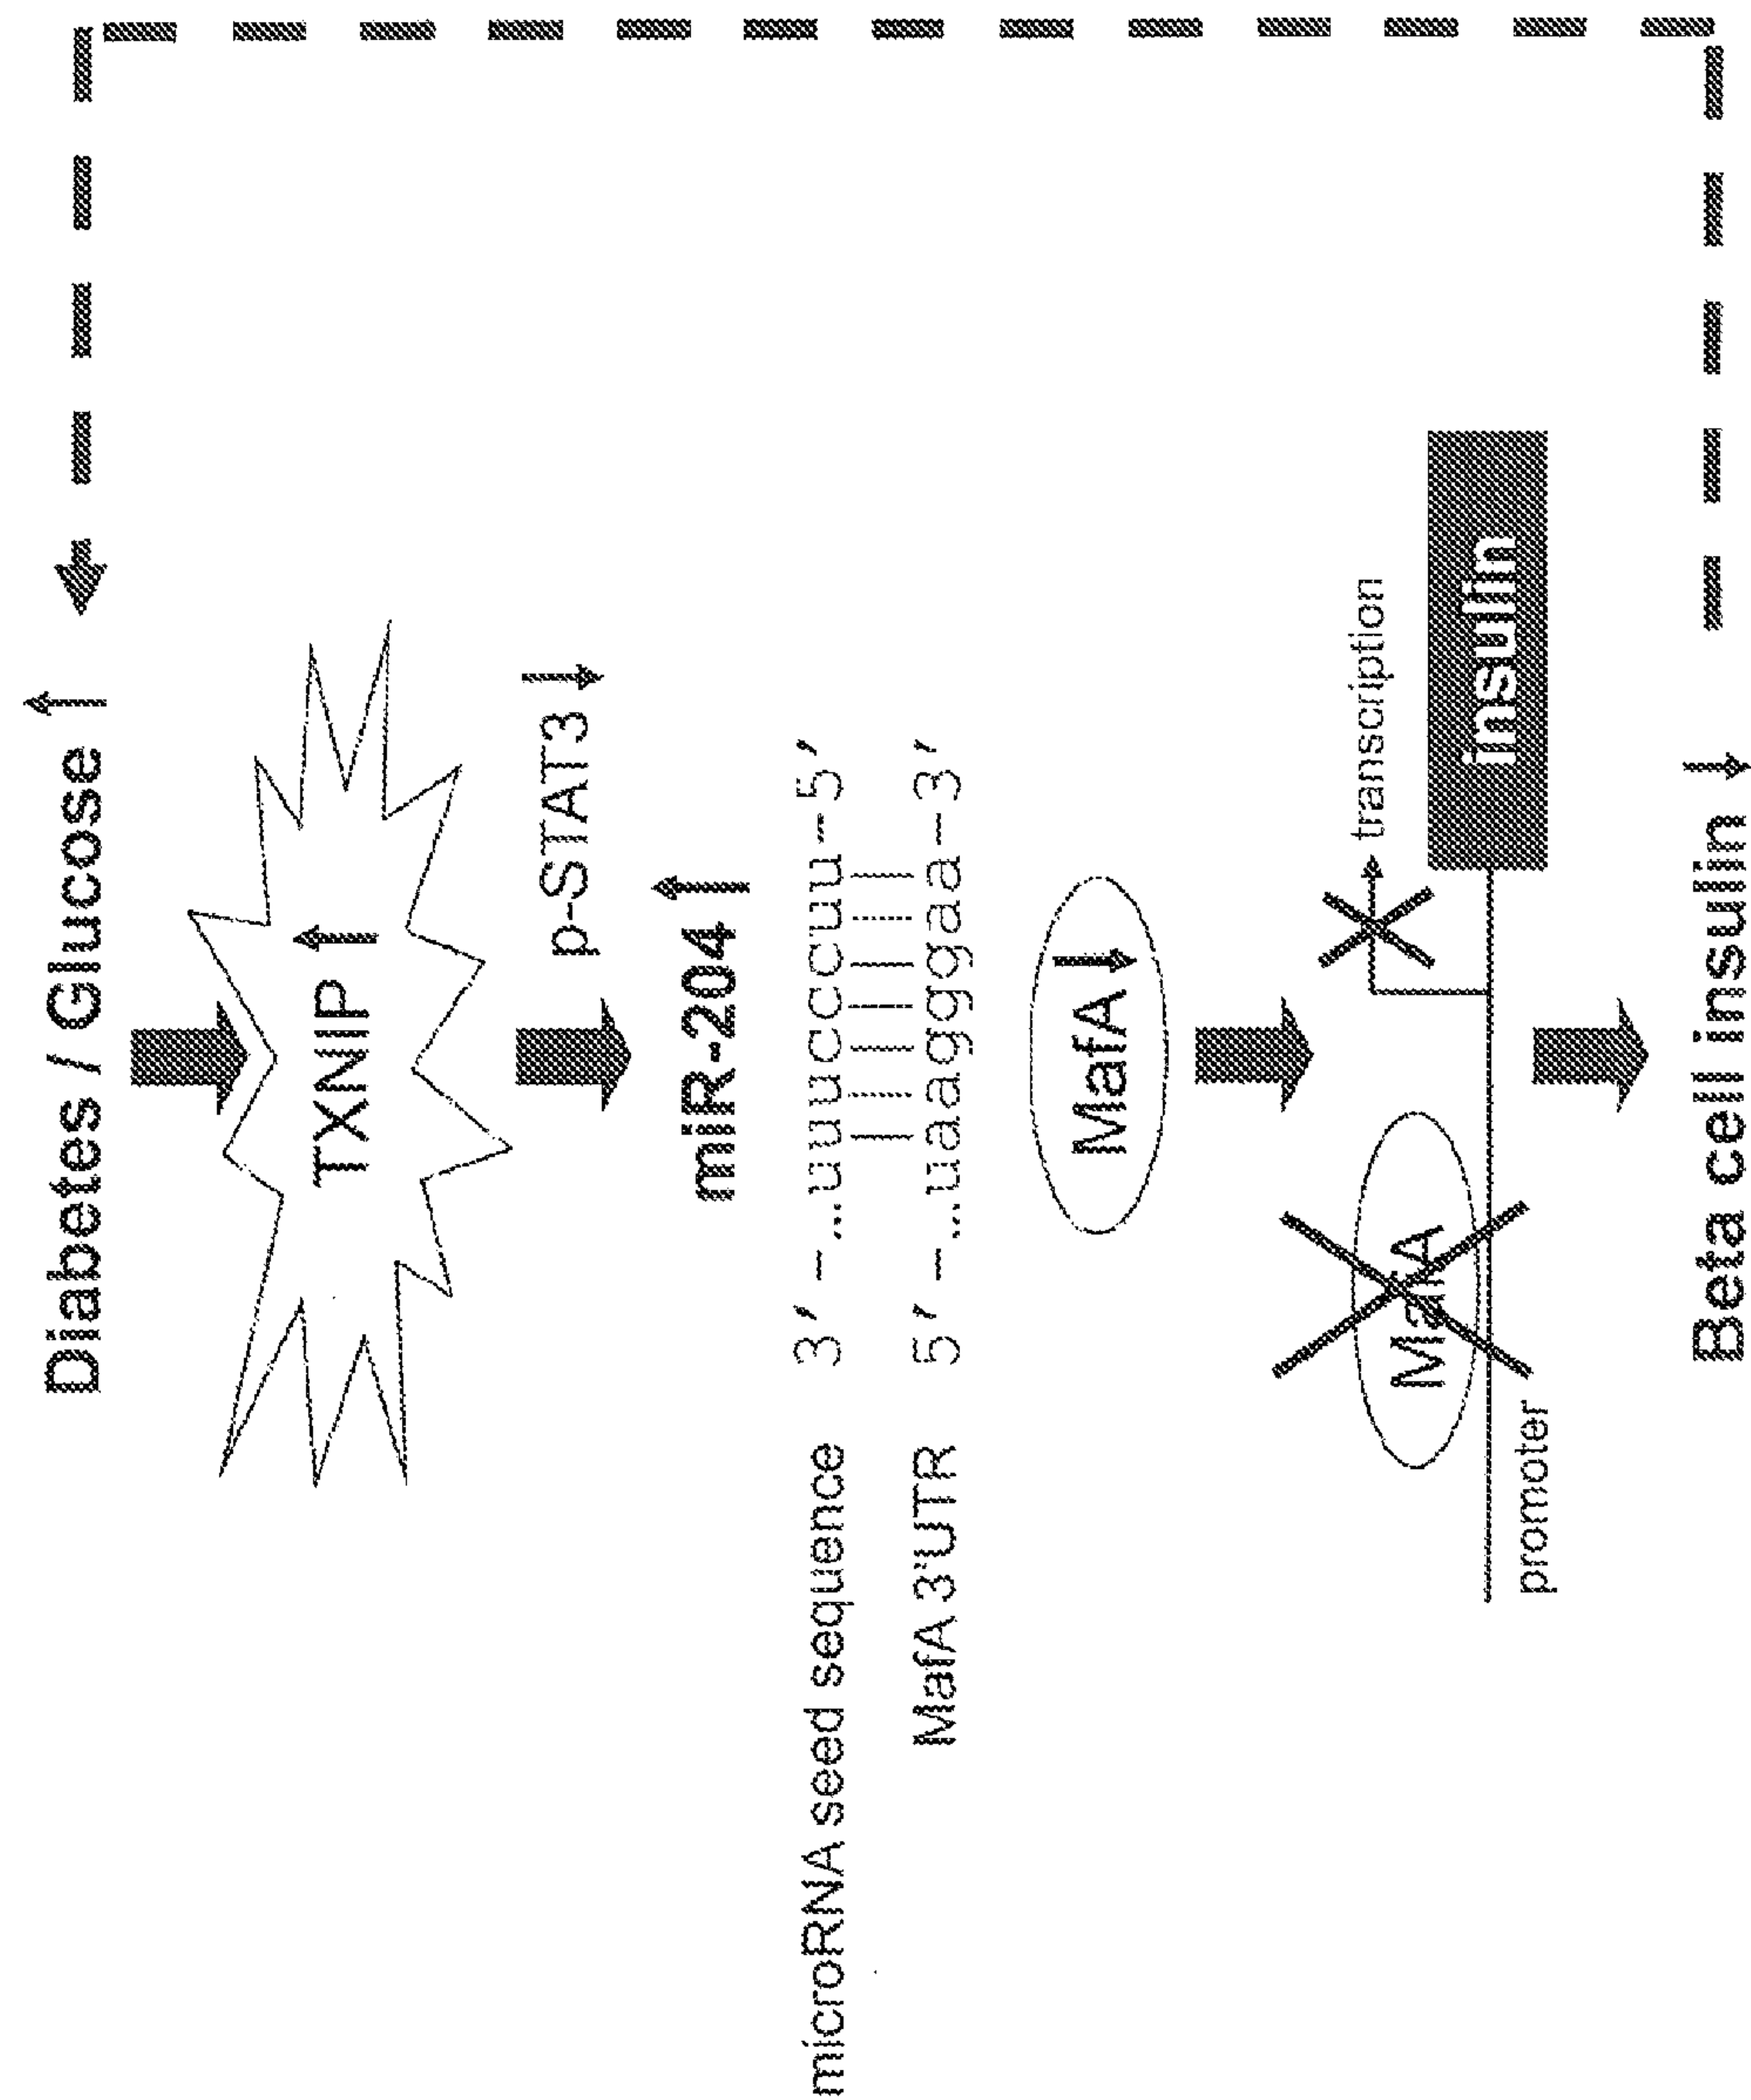 Diabetes / Glucose ↑
TXNIP ↑
p-STAT3 ↓
miR-204 ↑
microRNA seed sequence 3′ –…uuucccuu–5′
MafA 3'UTR 5′ –…uaagggaa–3′
MafA ↓
transcription
MafA
insulin
promoter
Beta cell insulin ↓